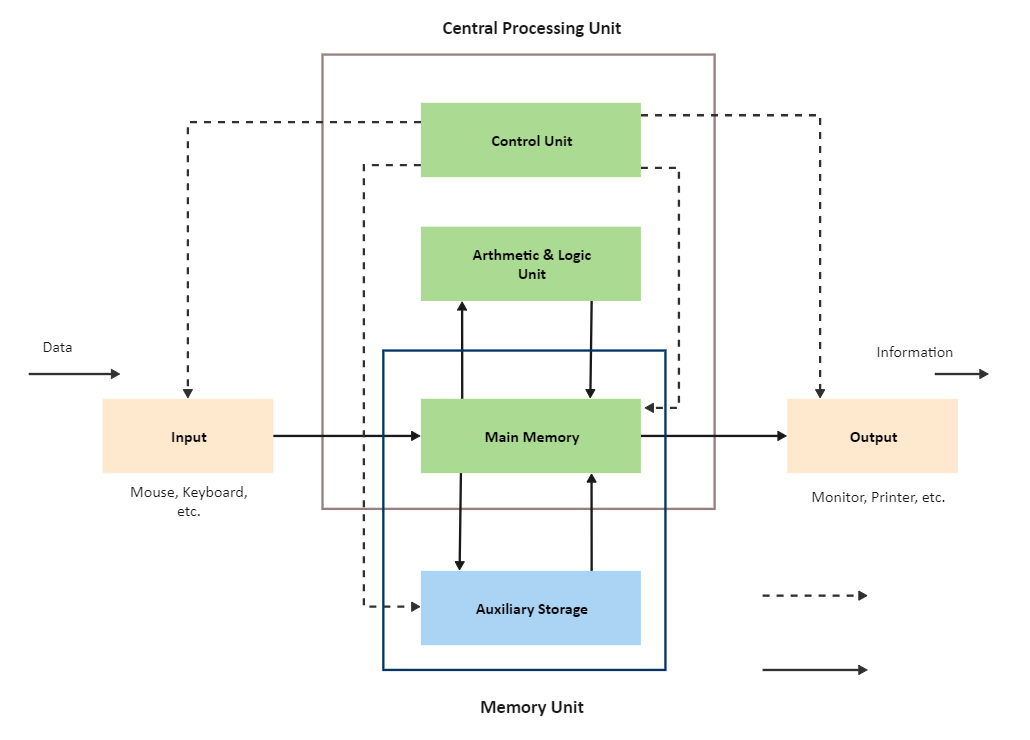 Central Processing Unit
Control Unit
Arthmetic & Logic
Unit
Data
Information
Input
Main Memory
Output
Mouse, Keyboard,
etc.
Monitor, Printer, etc.
Auxiliary Storage
Memory Unit